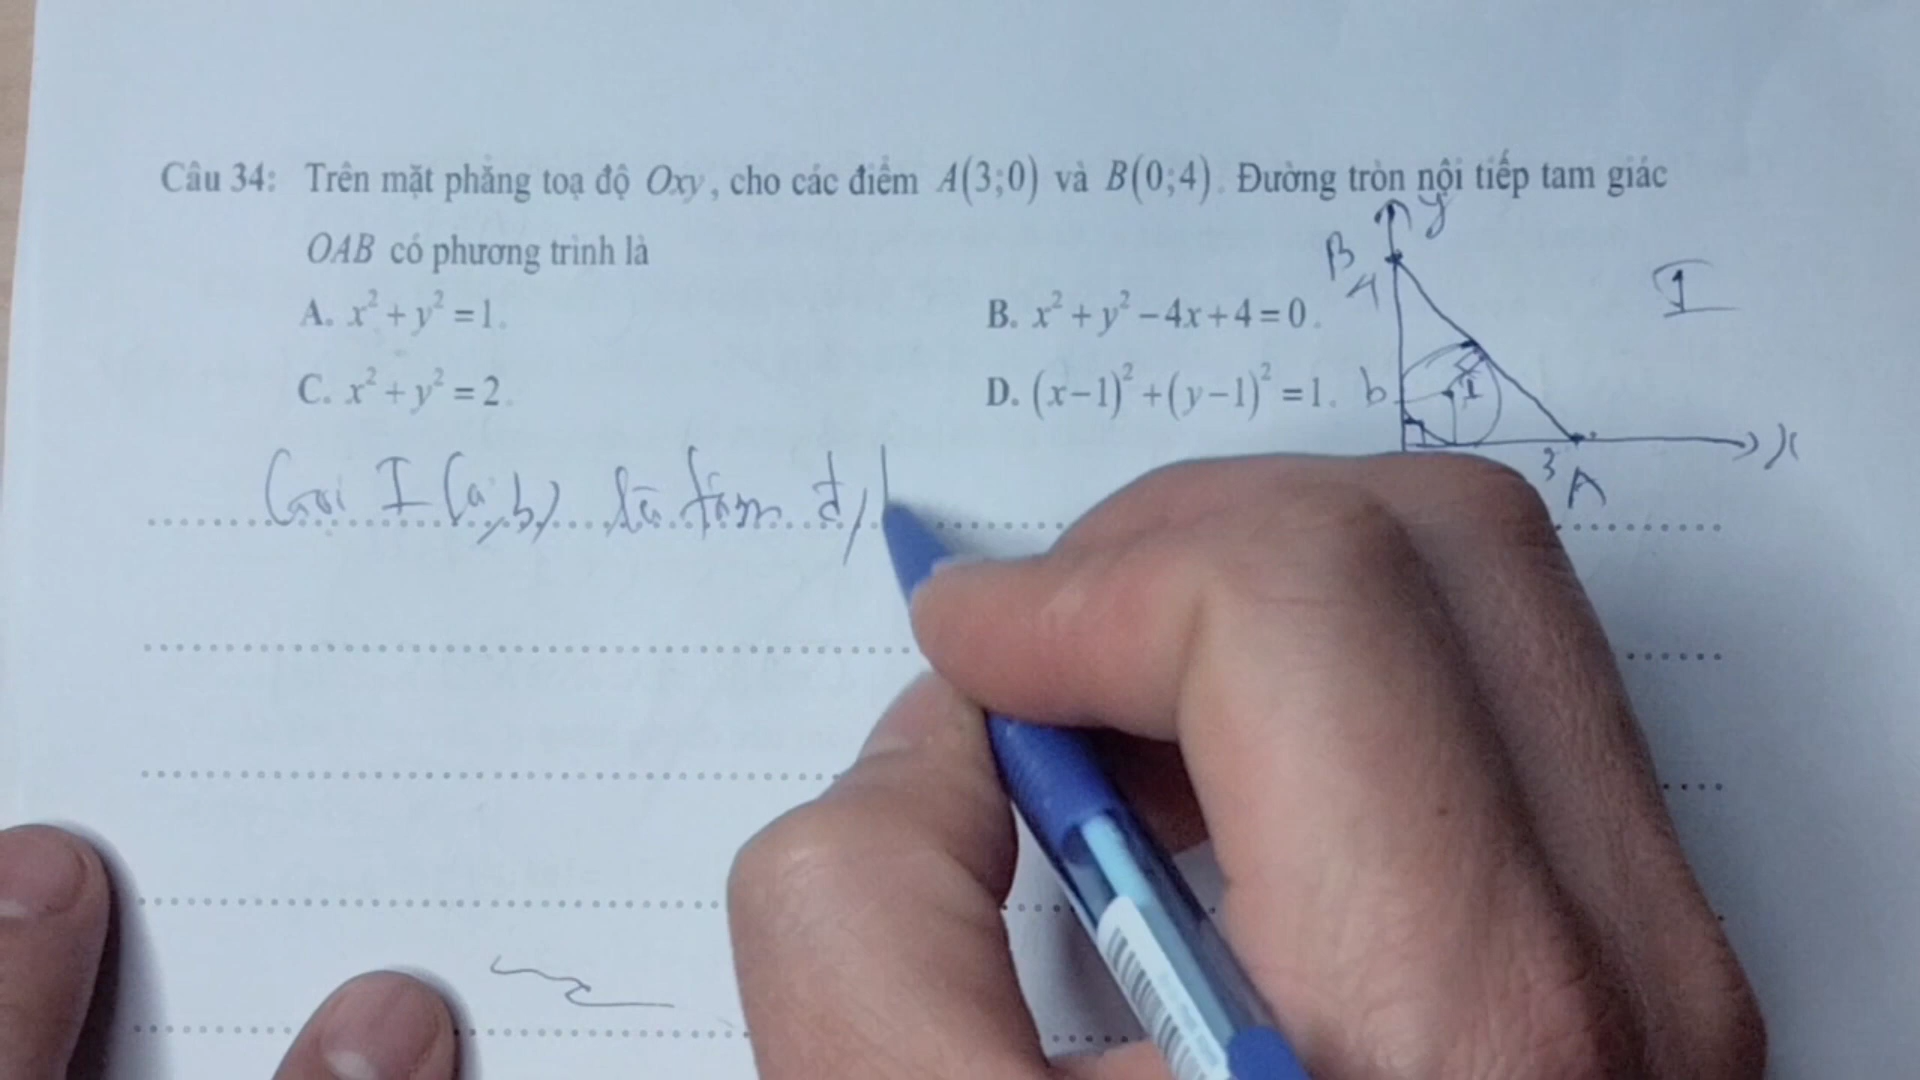 Câu 34: Trên mặt phẳng toạ độ Oxy, cho các điểm A(3;0) và B(0;4). Đường tròn nội tiếp tam giác
OAB có phương trình là
A. x² + y² = 1.
B. x² + y² − 4x + 4 = 0.
C. x² + y² = 2.
D. (x−1)² + (y−1)² = 1.
y
B
4
I
b
I
x
3
A
Gọi I (a; b) là tâm đ/